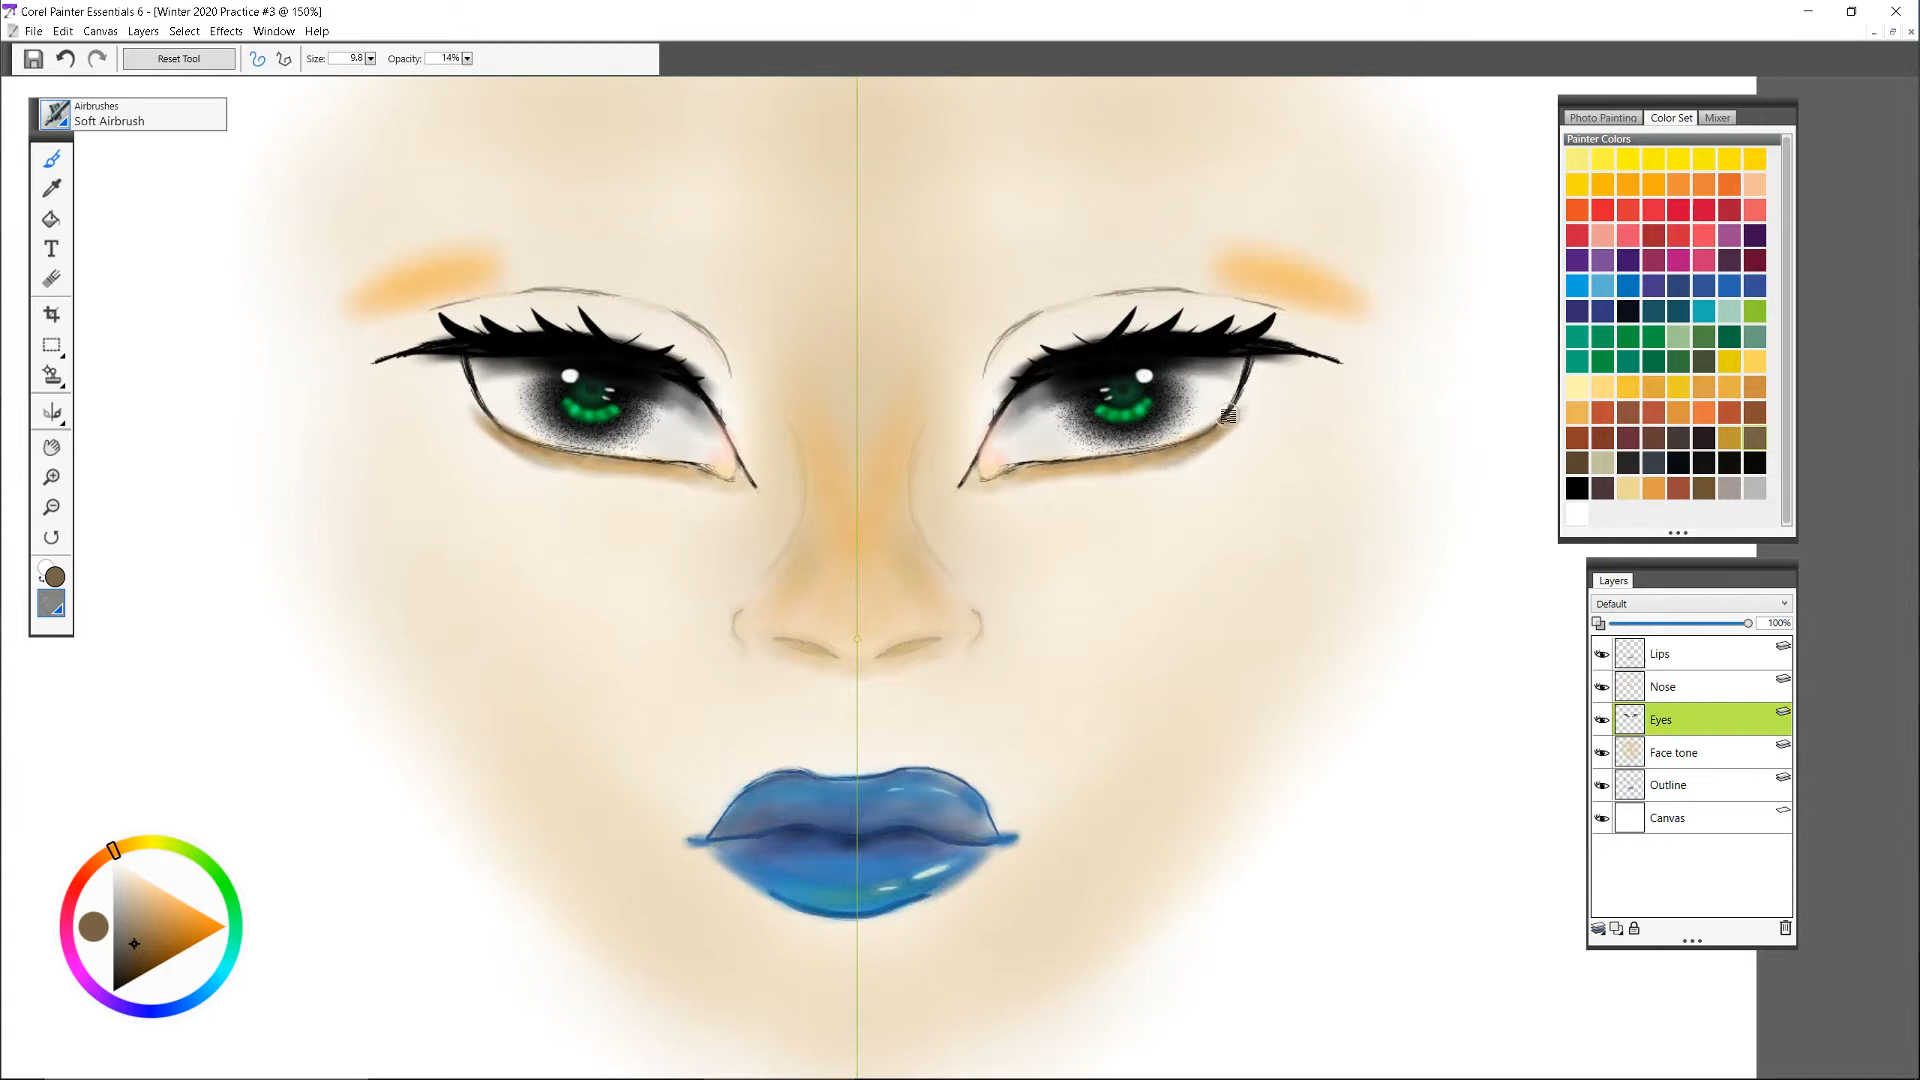 Corel Painter Essentials 6 - [Winter 2020 Practice #3 @ 150%]
File Edit Canvas Layers Select Effects Window Help
Reset Tool Size: 9.8 Opacity: 14%
Airbrushes
Soft Airbrush
T
Photo Painting Color Set Mixer
Painter Colors
Layers
Default
100%
Lips
Nose
Eyes
Face tone
Outline
Canvas